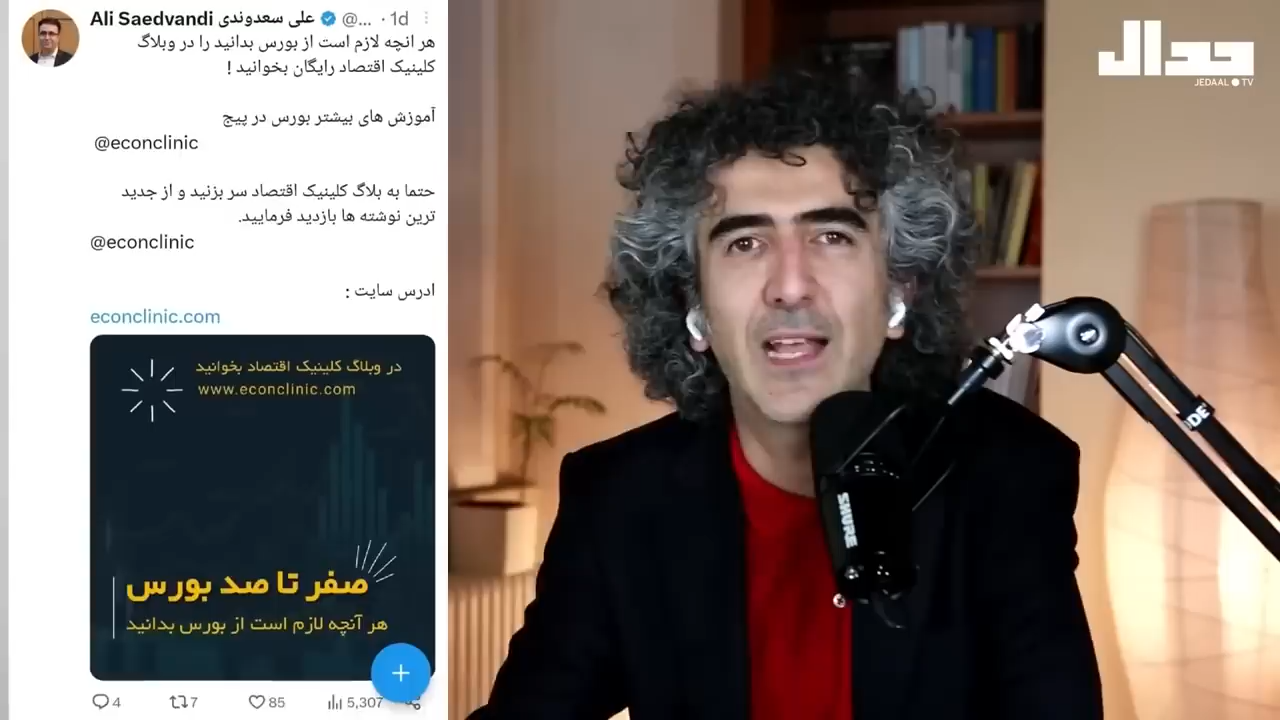 Ali Saedvandi علی سعدوندی @... · 1d
هر انچه لازم است از بورس بدانید را در وبلاگ
کلینیک اقتصاد رایگان بخوانید !
آموزش های بیشتر بورس در پیج
@econclinic
حتما به بلاگ کلینیک اقتصاد سر بزنید و از جدید
ترین نوشته ها بازدید فرمایید.
@econclinic
ادرس سایت :
econclinic.com
در وبلاگ کلینیک اقتصاد بخوانید
www.econclinic.com
صفر تا صد بورس
هر آنچه لازم است از بورس بدانید
4 7 85 5,307
جدال
JEDAAL TV
SHURE
DE